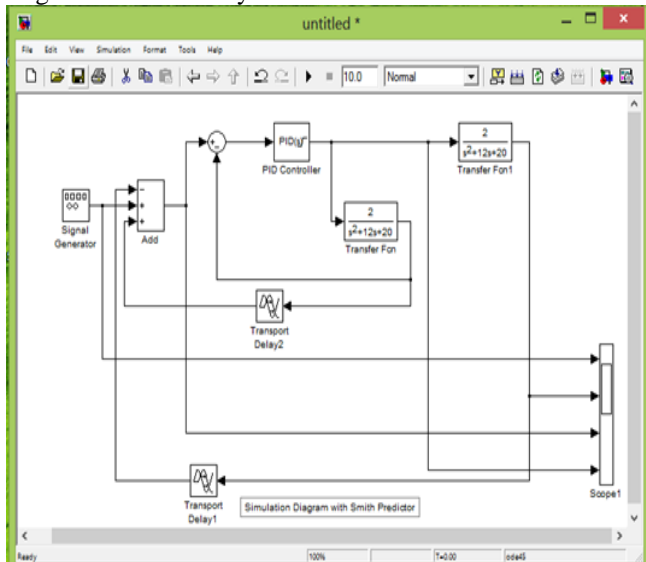 untitled *
File Edit View Simulation Format Tools Help
10.0 Normal
PID(s)
PID Controller
2
s²+12s+20
Transfer Fcn1
Signal
Generator
Add
2
s²+12s+20
Transfer Fcn
Transport
Delay2
Scope1
Transport
Delay1
Simulation Diagram with Smith Predictor
Ready 100% T=0.00 ode45